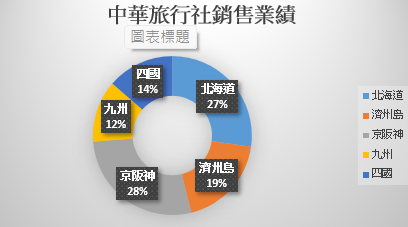 中華旅行社銷售業績
圖表標題
四國
14%
北海道
27%
九州
12%
京阪神
28%
濟州島
19%
北海道
濟州島
京阪神
九州
四國